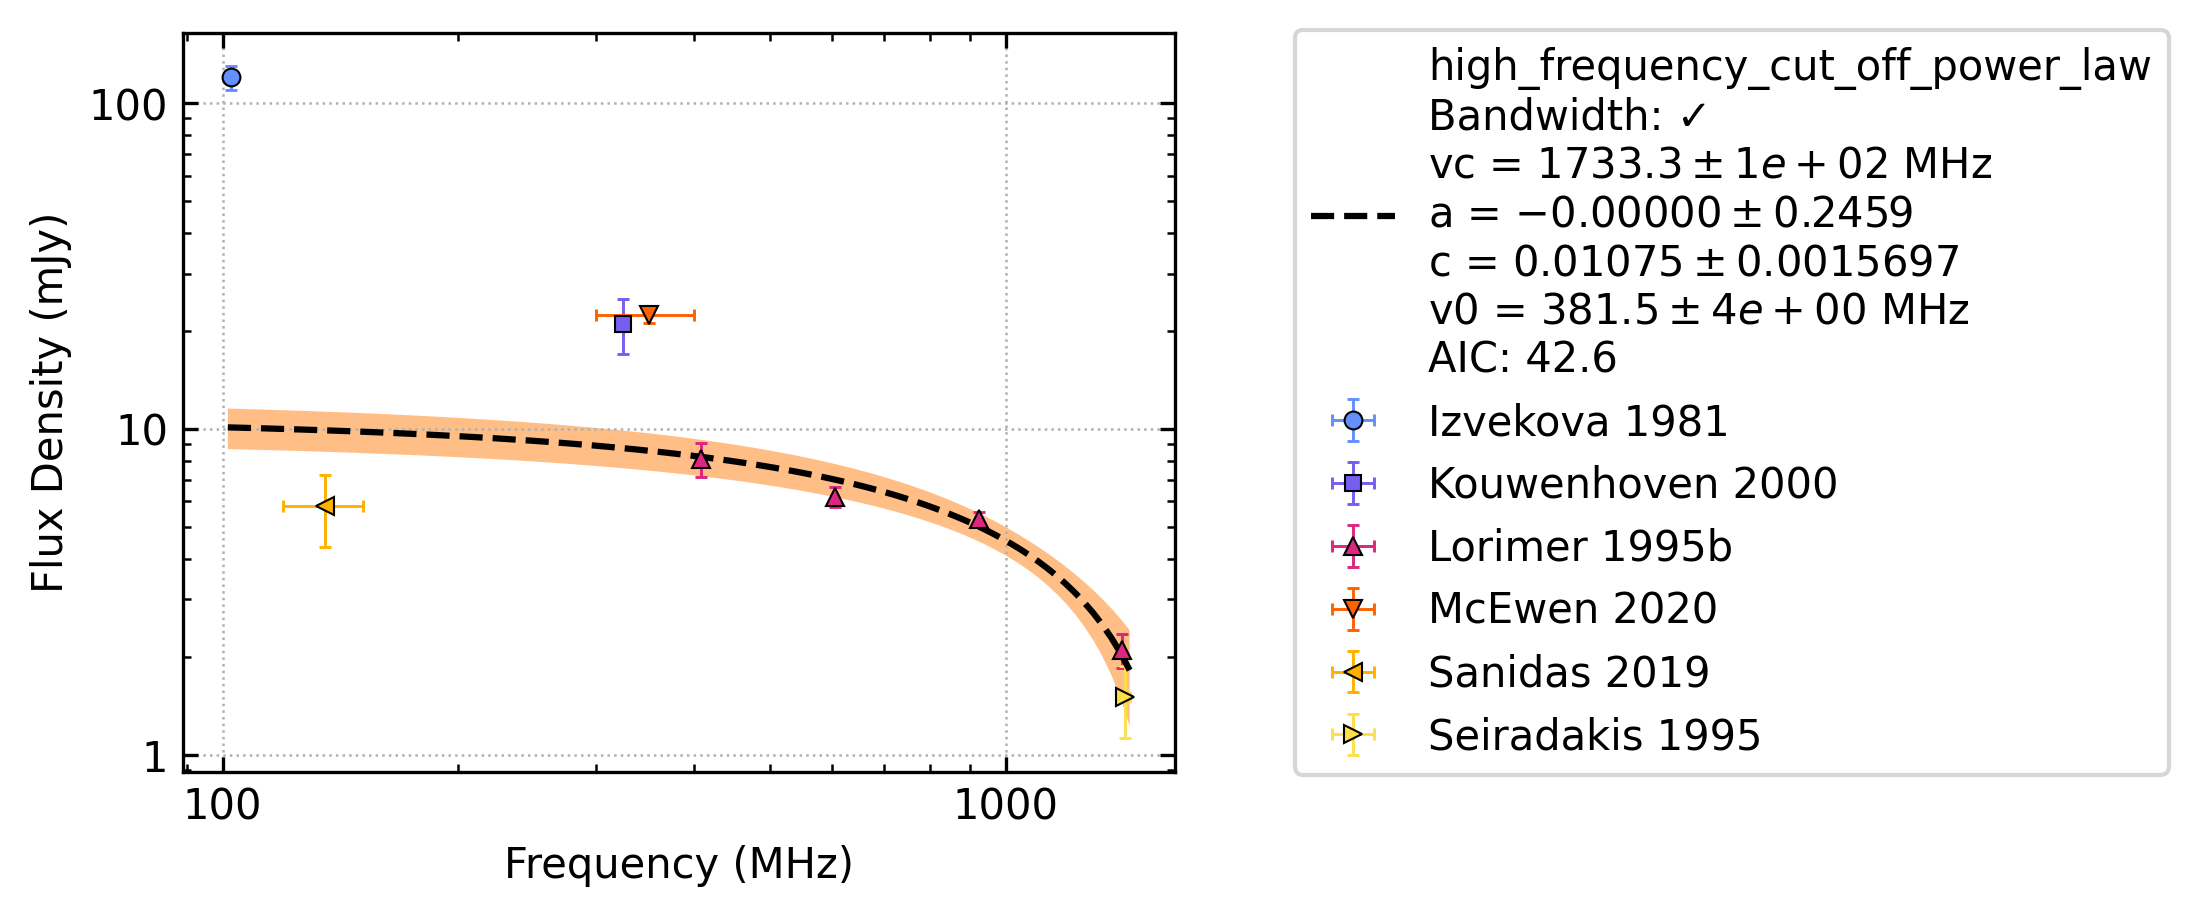 100
10
1
Flux Density (mJy)
100
1000
Frequency (MHz)
high_frequency_cut_off_power_law
Bandwidth: ✓
vc = 1733.3 ± 1e + 02 MHz
a = −0.00000 ± 0.2459
c = 0.01075 ± 0.0015697
v0 = 381.5 ± 4e + 00 MHz
AIC: 42.6
Izvekova 1981
Kouwenhoven 2000
Lorimer 1995b
McEwen 2020
Sanidas 2019
Seiradakis 1995